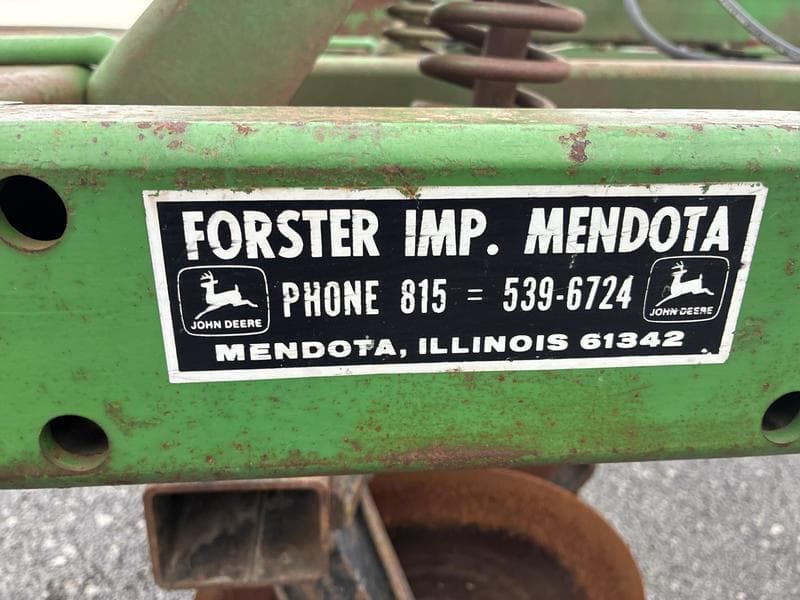 FORSTER IMP. MENDOTA
PHONE 815 = 539-6724
JOHN DEERE
JOHN DEERE
MENDOTA, ILLINOIS 61342